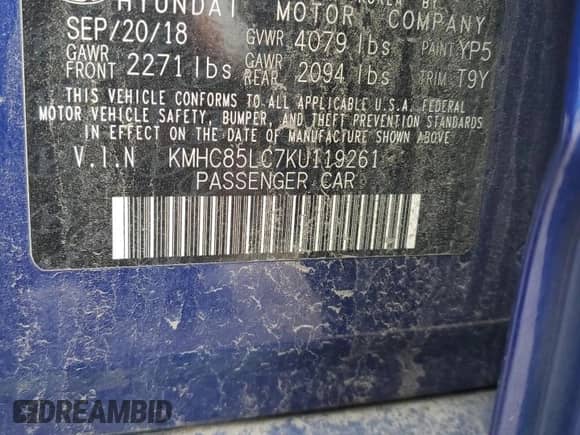 HYUNDAI MOTOR COMPANY
SEP/20/18 GVWR 4079 lbs PAINT YP5
GAWR FRONT 2271 lbs GAWR REAR 2094 lbs TRIM T9Y
THIS VEHICLE CONFORMS TO ALL APPLICABLE U.S.A. FEDERAL
MOTOR VEHICLE SAFETY, BUMPER, AND THEFT PREVENTION STANDARDS
IN EFFECT ON THE DATE OF MANUFACTURE SHOWN ABOVE.
V.I.N KMHC85LC7KU119261
PASSENGER CAR
DREAMBID